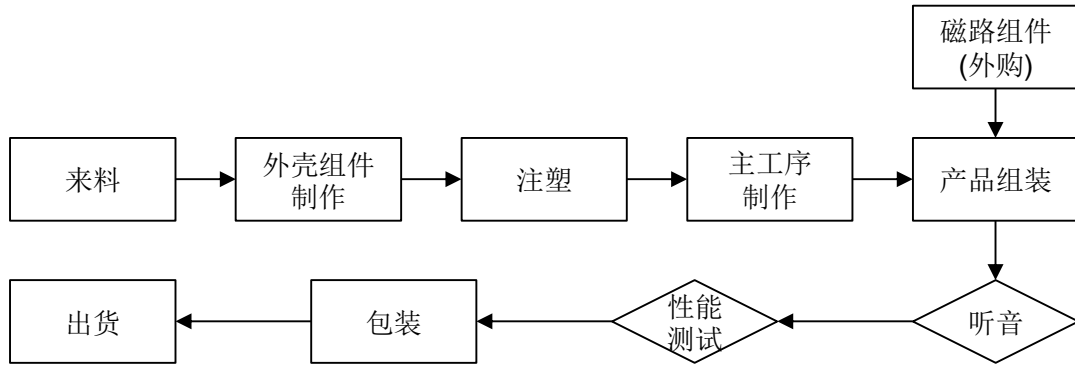 磁路组件
(外购)
来料
外壳组件
制作
注塑
主工序
制作
产品组装
出货
包装
性能
测试
听音